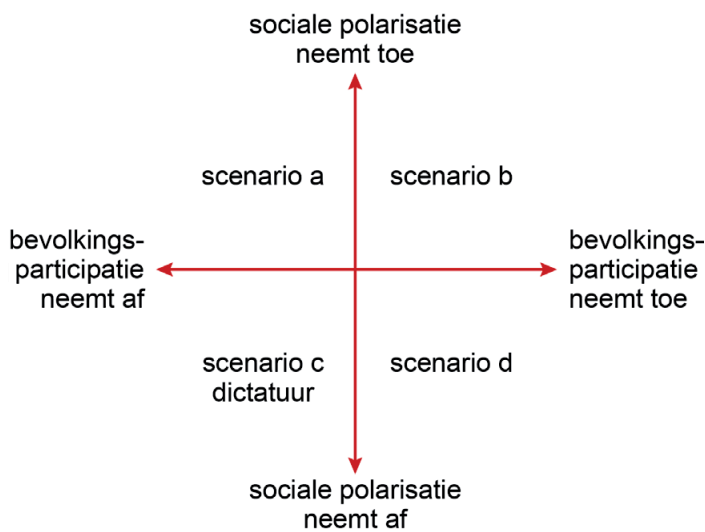 sociale polarisatie
neemt toe
scenario a
scenario b
bevolkings-
participatie
neemt af
bevolkings-
participatie
neemt toe
scenario c
dictatuur
scenario d
sociale polarisatie
neemt af